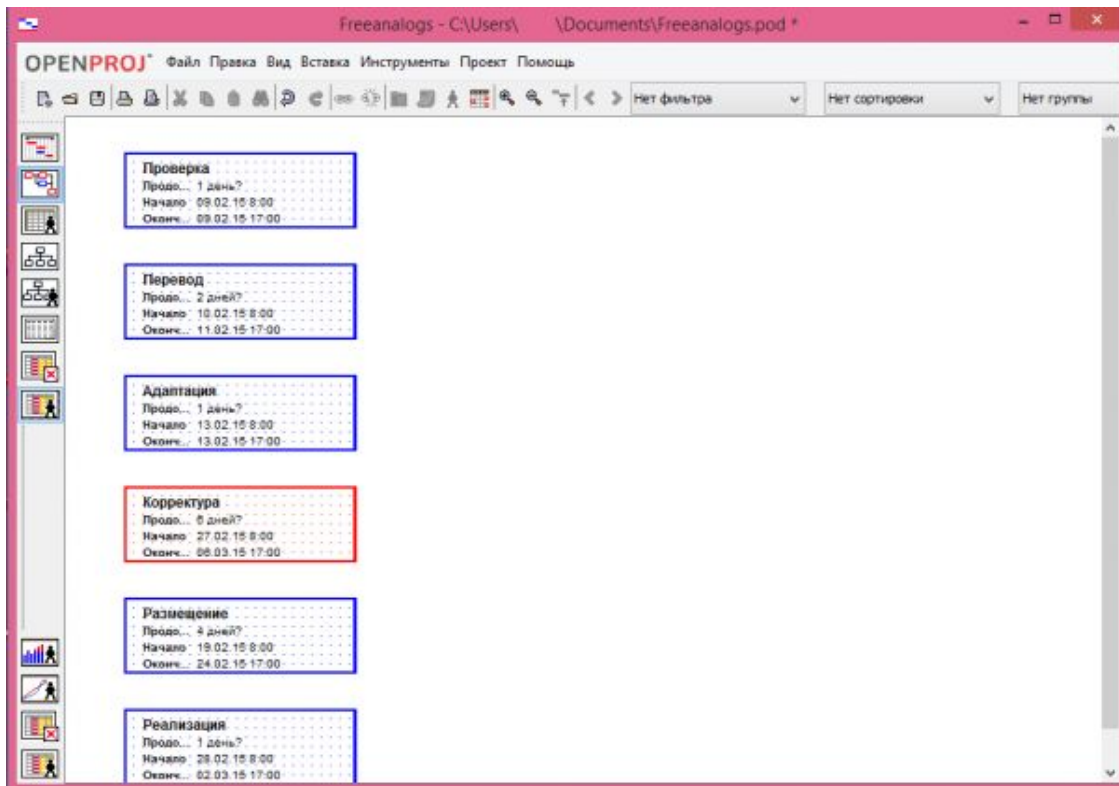 Freeanalogs - C:\Users\ \Documents\Freeanalogs.pod *
OPENPROJ Файл Правка Вид Вставка Инструменты Проект Помощь
Нет фильтра Нет сортировки Нет группы
Проверка
Продо... 1 день?
Начало 09.02.15 8:00
Оконч... 09.02.15 17:00
Перевод
Продо... 2 дней?
Начало 10.02.15 8:00
Оконч... 11.02.15 17:00
Адаптация
Продо... 1 день?
Начало 13.02.15 8:00
Оконч... 13.02.15 17:00
Корректура
Продо... 6 дней?
Начало 27.02.15 8:00
Оконч... 06.03.15 17:00
Размещение
Продо... 4 дней?
Начало 19.02.15 8:00
Оконч... 24.02.15 17:00
Реализация
Продо... 1 день?
Начало 28.02.15 8:00
Оконч... 02.03.15 17:00